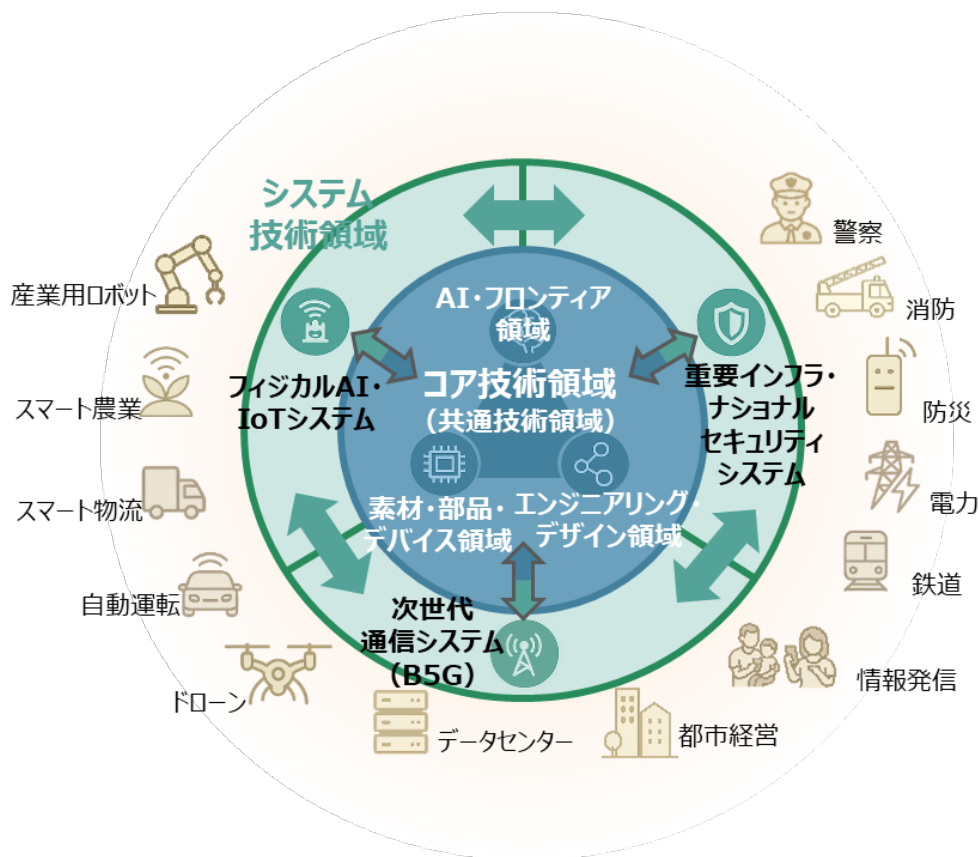 システム
技術領域
警察
産業用ロボット
AI・フロンティア
領域
消防
コア技術領域
(共通技術領域)
フィジカルAI・
IoTシステム
重要インフラ・
ナショナル
セキュリティ
システム
スマート農業
防災
スマート物流
素材・部品・
デバイス領域
エンジニアリング・
デザイン領域
電力
自動運転
鉄道
次世代
通信システム
(B5G)
ドローン
情報発信
データセンター
都市経営